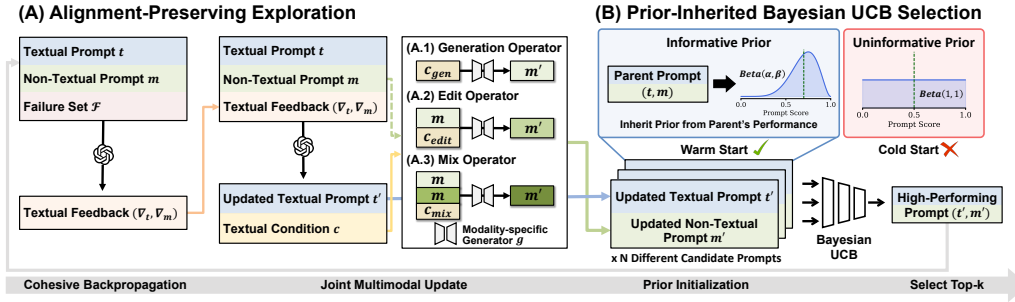 (A) Alignment-Preserving Exploration
Textual Prompt t
Non-Textual Prompt m
Failure Set ℱ
Textual Feedback (∇t, ∇m)
Textual Prompt t
Non-Textual Prompt m
Textual Feedback (∇t, ∇m)
Updated Textual Prompt t′
Textual Condition c
(A.1) Generation Operator
c_gen
m′
(A.2) Edit Operator
m
c_edit
m′
(A.3) Mix Operator
m
m
c_mix
m′
Modality-specific
Generator g
(B) Prior-Inherited Bayesian UCB Selection
Informative Prior
Parent Prompt
(t, m)
Beta(α, β)
0.0
0.5
1.0
Prompt Score
Inherit Prior from Parent's Performance
Warm Start
Uninformative Prior
Beta(1, 1)
0.0
0.5
1.0
Prompt Score
Cold Start
Updated Textual Prompt t′
Updated Non-Textual
Prompt m′
x N Different Candidate Prompts
Bayesian
UCB
High-Performing
Prompt (t′, m′)
Cohesive Backpropagation
Joint Multimodal Update
Prior Initialization
Select Top-k